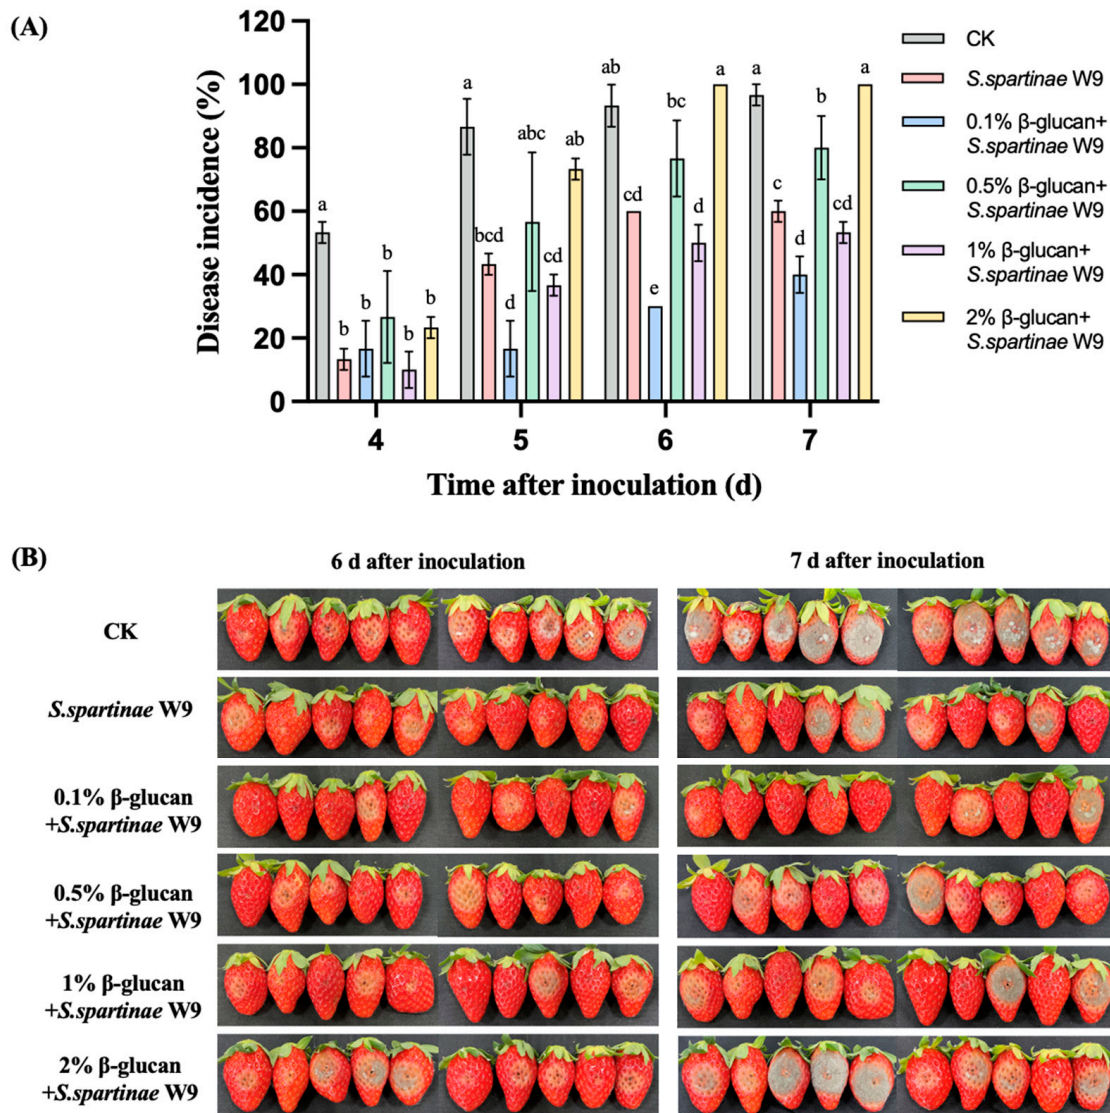 (A)
Disease incidence (%)
120
100
80
60
40
20
0
a
b
b
b
b
b
a
bcd
d
abc
cd
ab
ab
cd
e
bc
d
a
a
c
d
b
cd
a
4
5
6
7
Time after inoculation (d)
CK
S.spartinae W9
0.1% β-glucan+
S.spartinae W9
0.5% β-glucan+
S.spartinae W9
1% β-glucan+
S.spartinae W9
2% β-glucan+
S.spartinae W9
(B)
6 d after inoculation
7 d after inoculation
CK
S.spartinae W9
0.1% β-glucan
+S.spartinae W9
0.5% β-glucan
+S.spartinae W9
1% β-glucan
+S.spartinae W9
2% β-glucan
+S.spartinae W9